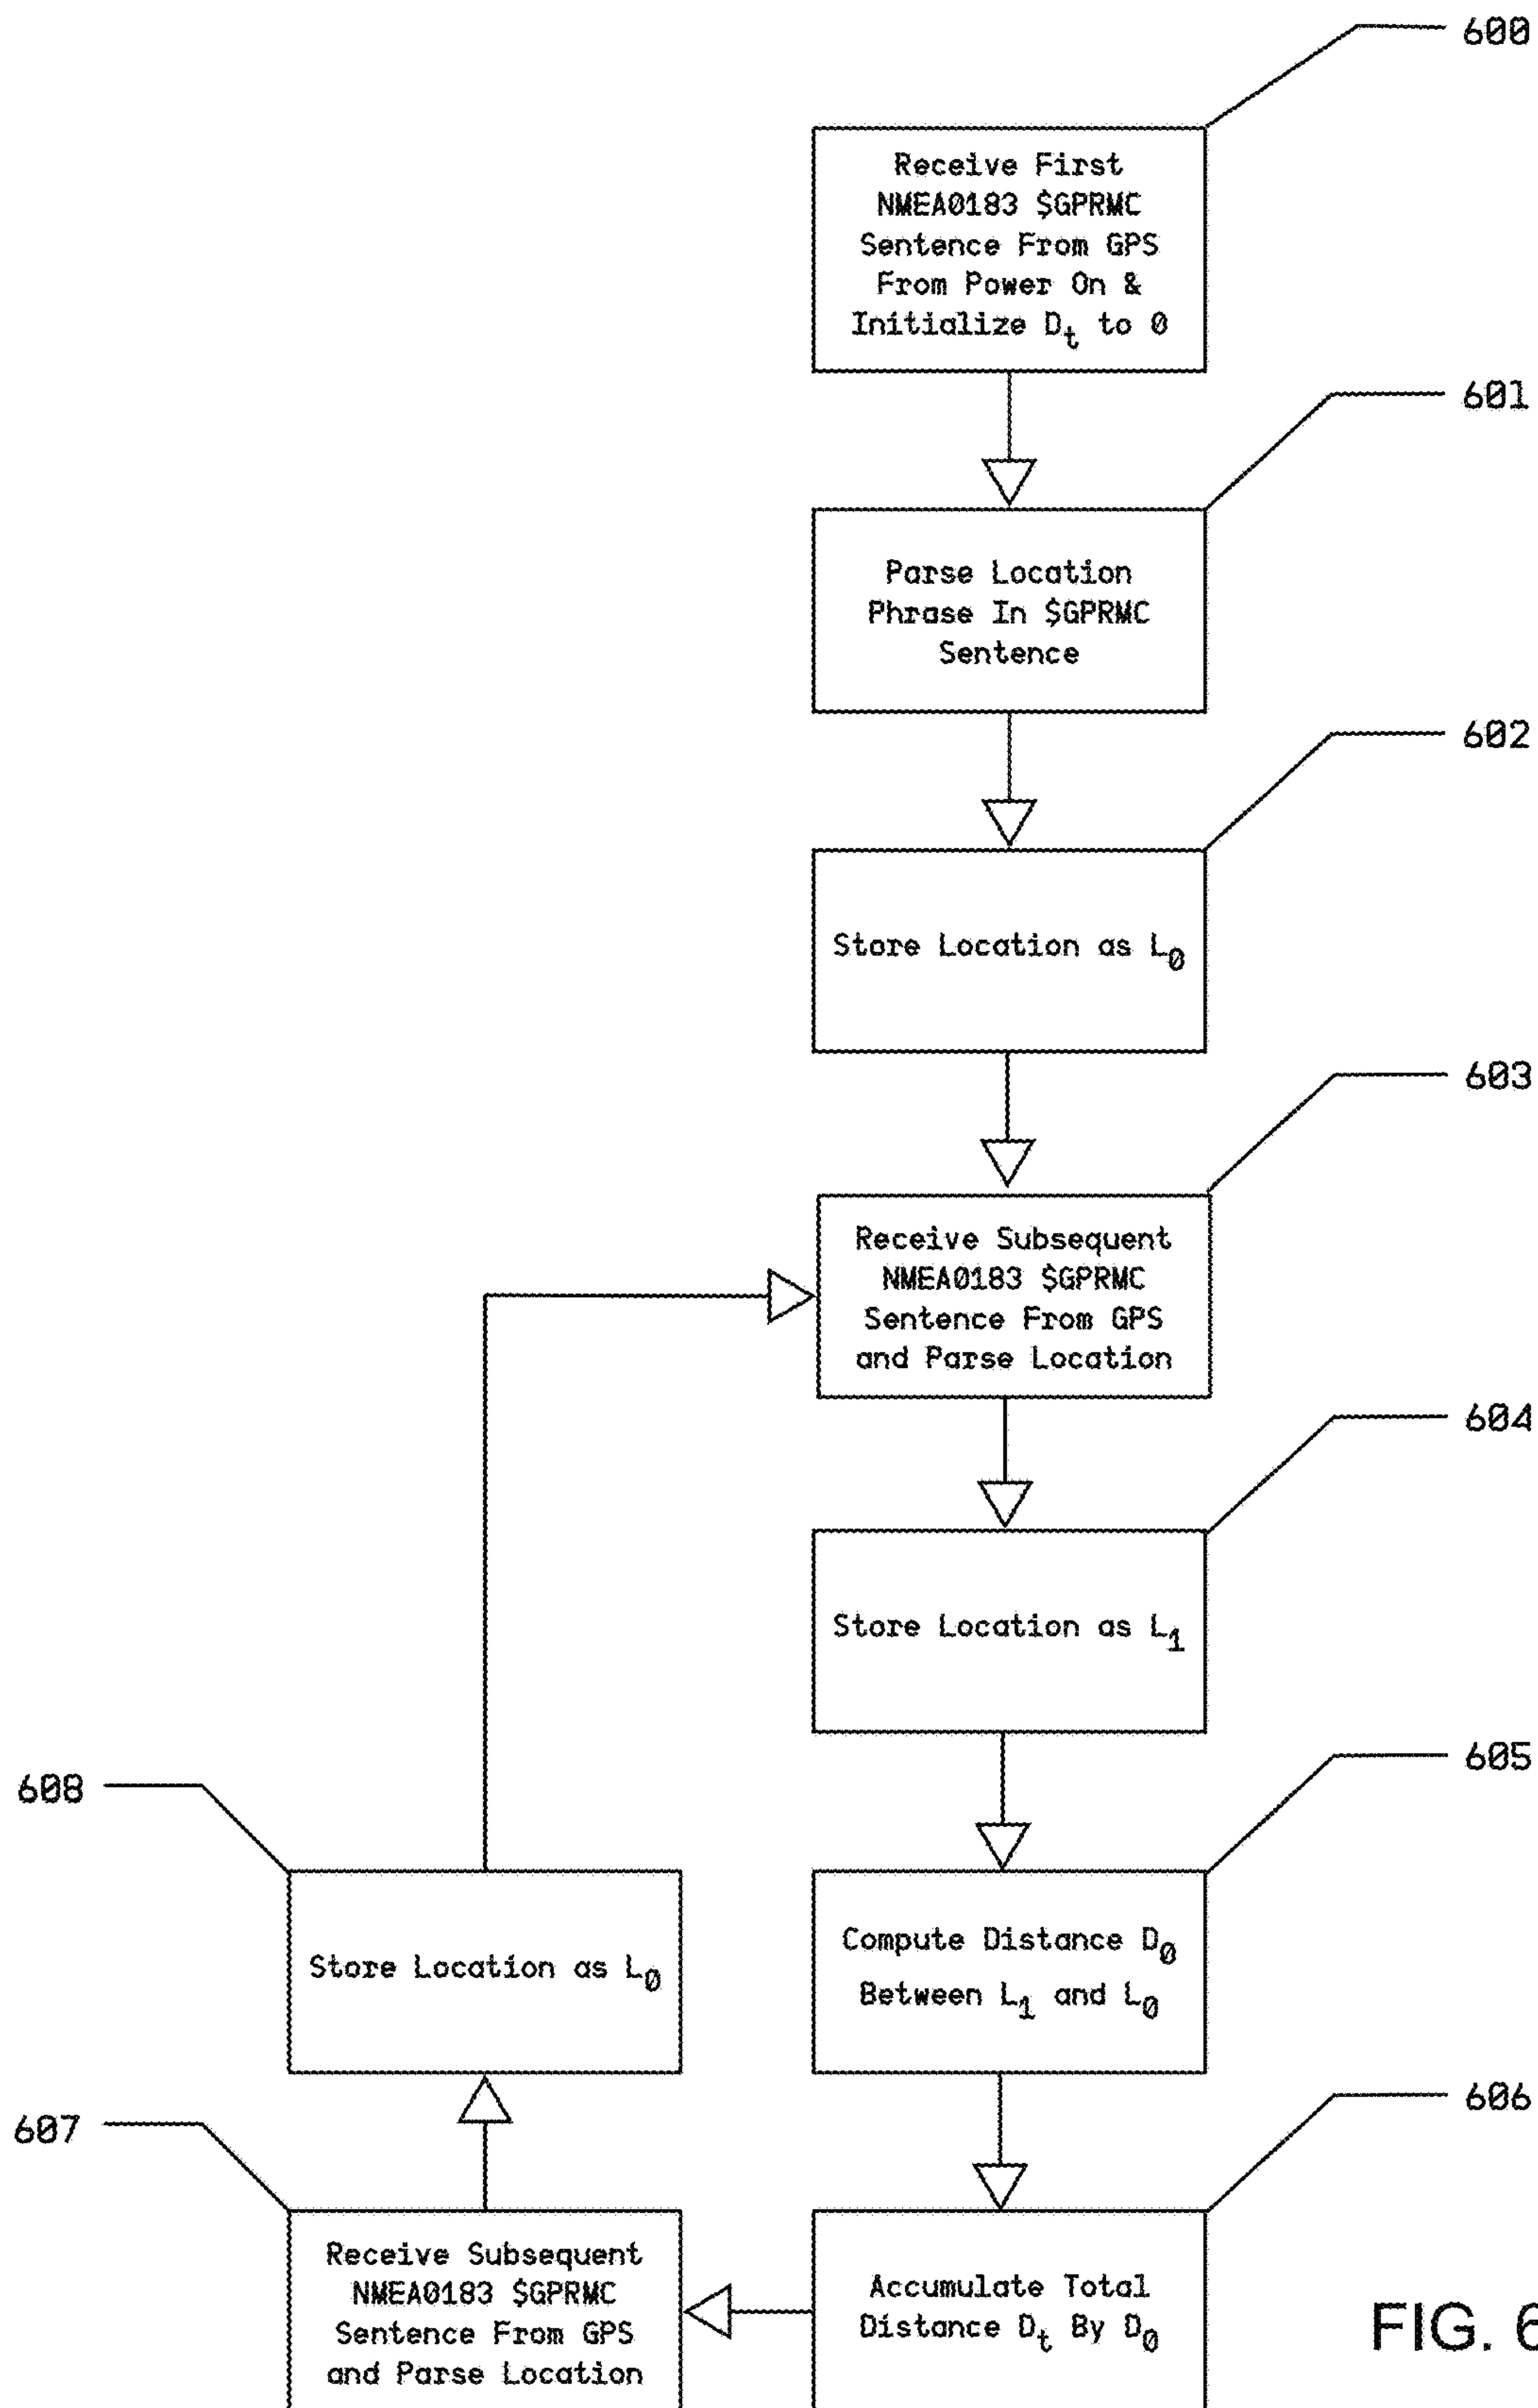 600
Receive First
NMEA0183 $GPRMC
Sentence From GPS
From Power On &
Initialize Dt to 0
601
Parse Location
Phrase In $GPRMC
Sentence
602
Store Location as L0
603
Receive Subsequent
NMEA0183 $GPRMC
Sentence From GPS
and Parse Location
604
Store Location as L1
605
Compute Distance D0
Between L1 and L0
606
Accumulate Total
Distance Dt By D0
607
Receive Subsequent
NMEA0183 $GPRMC
Sentence From GPS
and Parse Location
608
Store Location as L0
FIG. 6